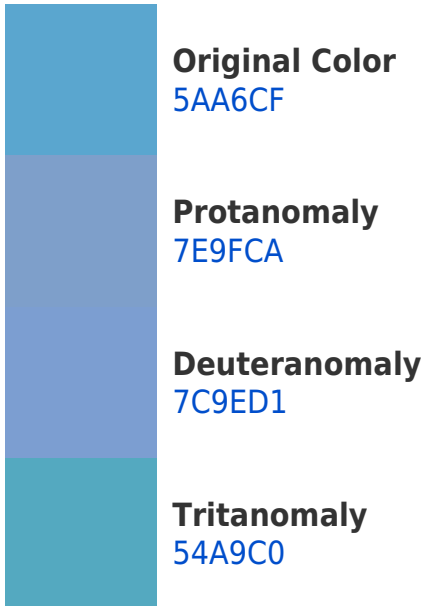 Original Color
5AA6CF
Protanomaly
7E9FCA
Deuteranomaly
7C9ED1
Tritanomaly
54A9C0